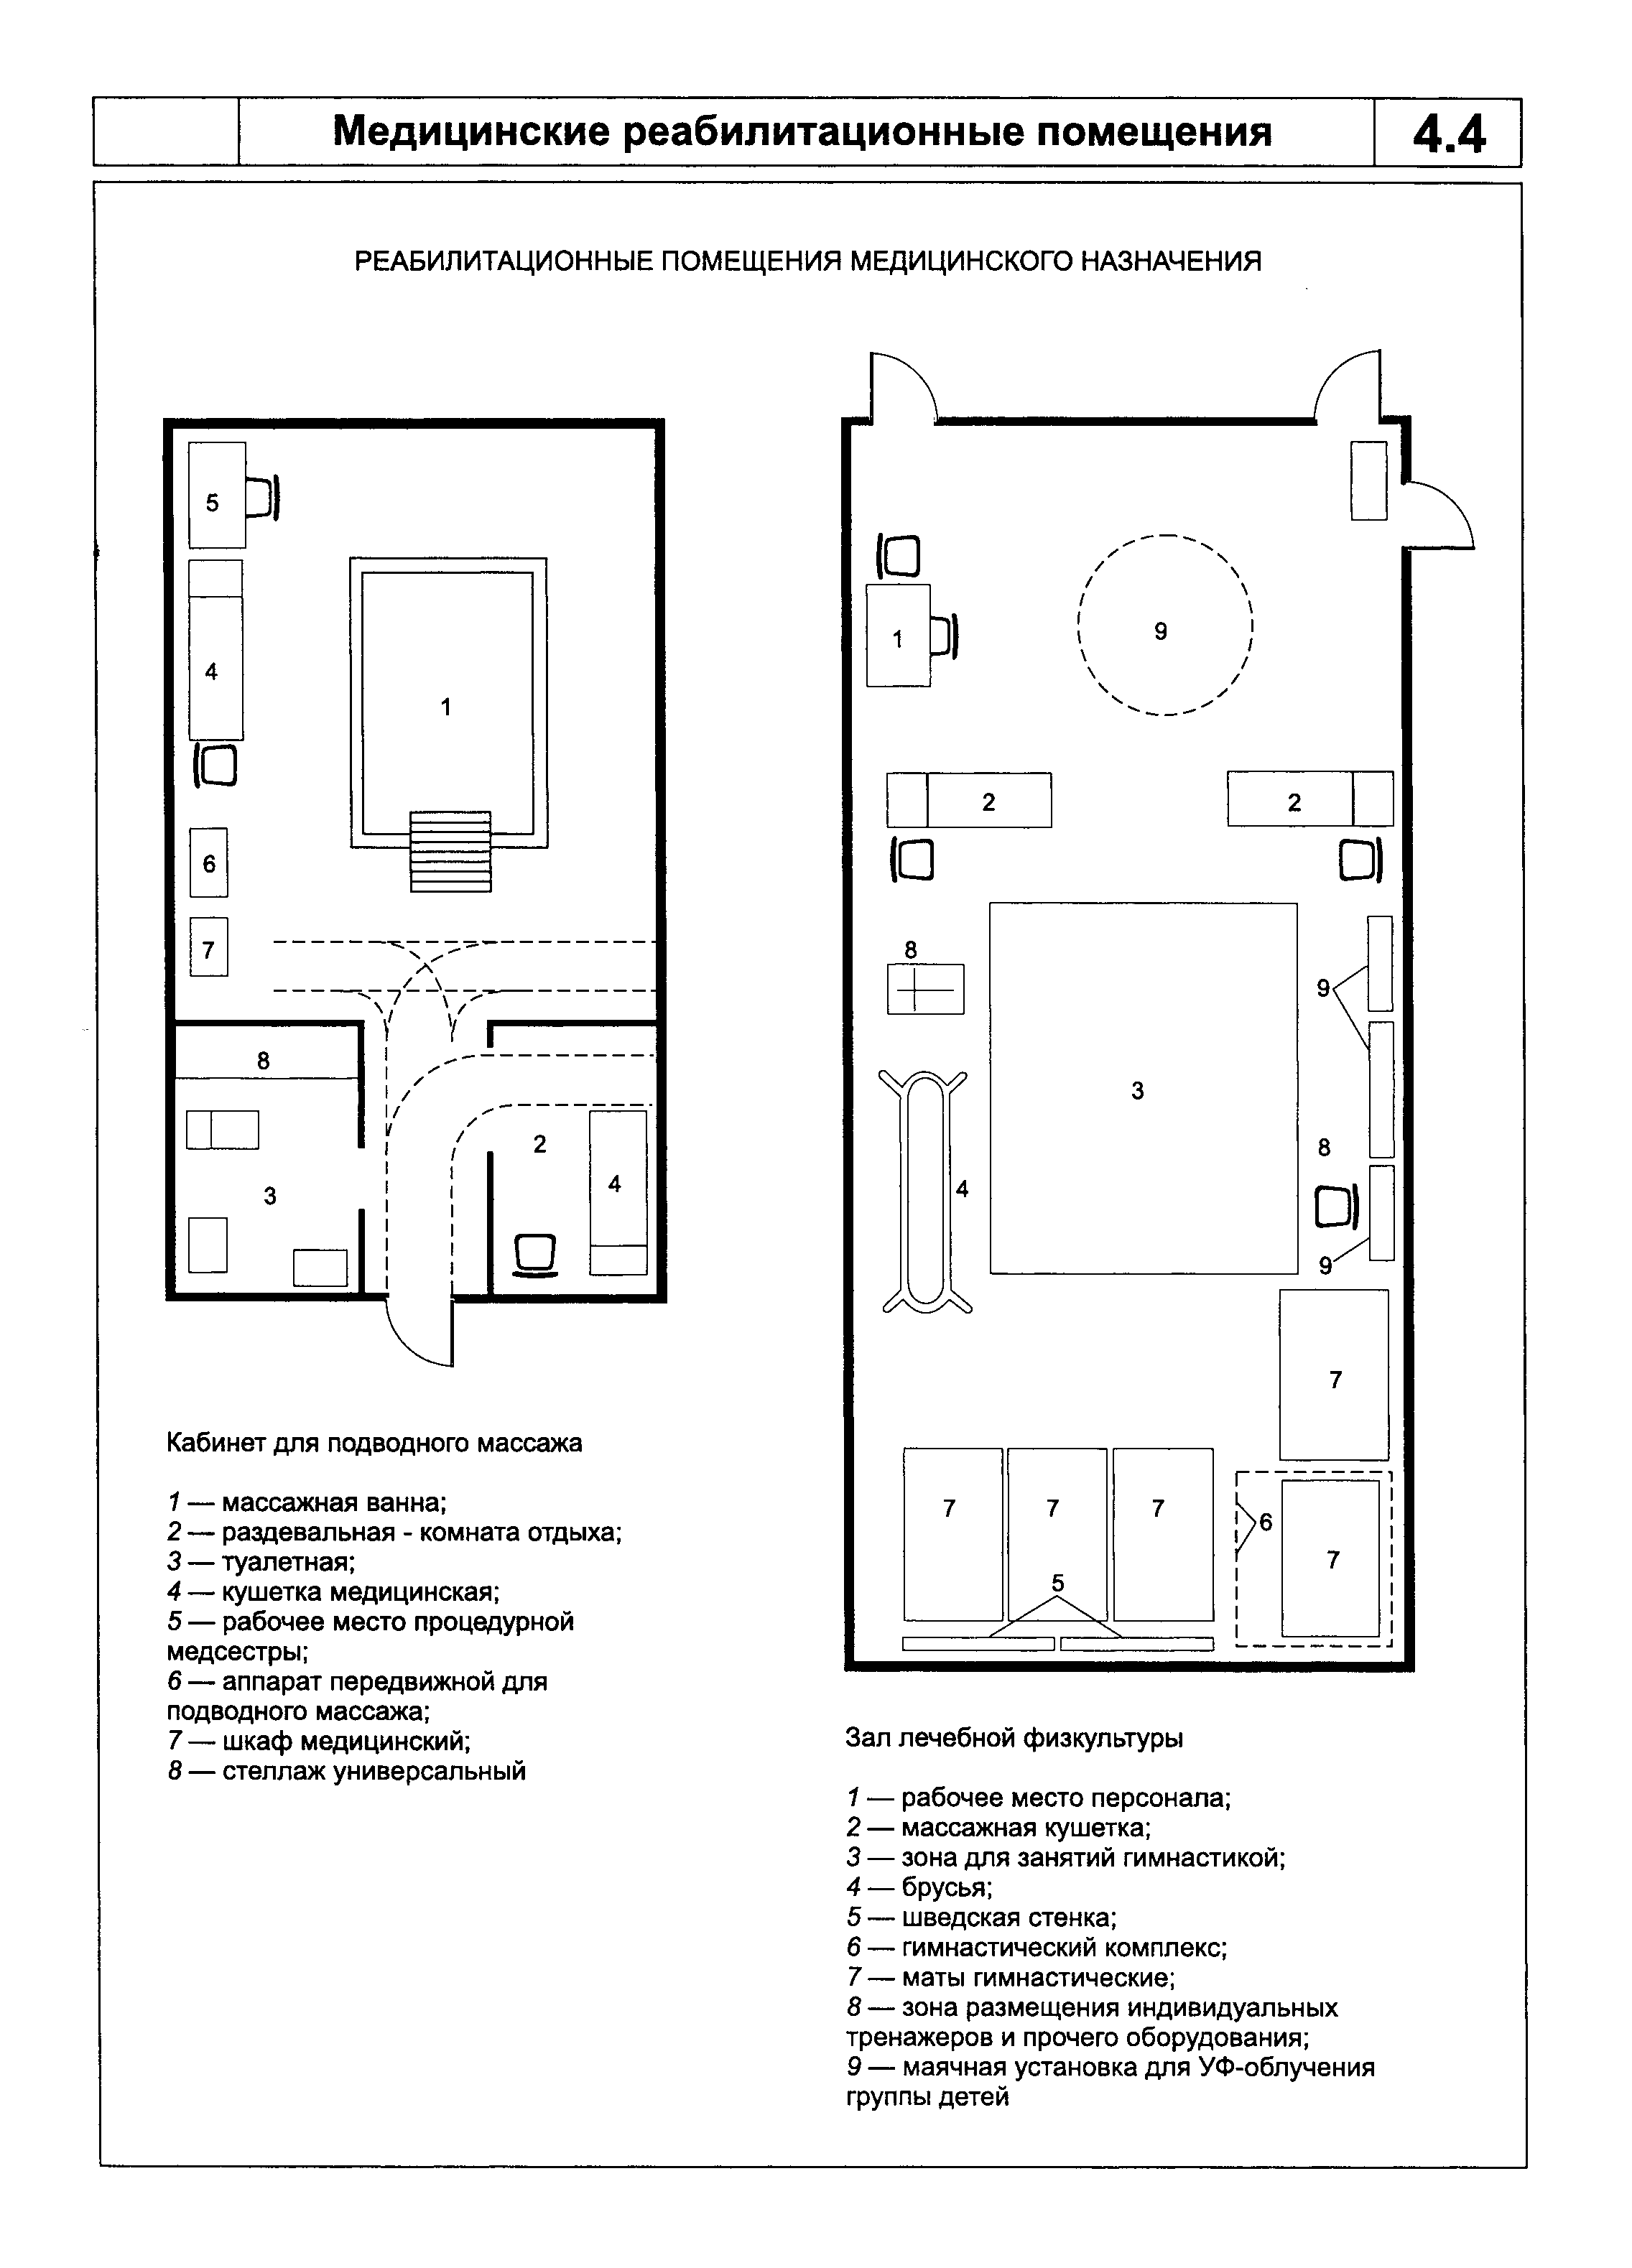 Медицинские реабилитационные помещения
4.4
РЕАБИЛИТАЦИОННЫЕ ПОМЕЩЕНИЯ МЕДИЦИНСКОГО НАЗНАЧЕНИЯ
5
4
1
6
7
8
2
3
4
Кабинет для подводного массажа
1 — массажная ванна;
2 — раздевальная - комната отдыха;
3 — туалетная;
4 — кушетка медицинская;
5 — рабочее место процедурной
медсестры;
6 — аппарат передвижной для
подводного массажа;
7 — шкаф медицинский;
8 — стеллаж универсальный
1
9
2
2
8
9
3
8
4
9
7
7
7
7
6
7
5
Зал лечебной физкультуры
1 — рабочее место персонала;
2 — массажная кушетка;
3 — зона для занятий гимнастикой;
4 — брусья;
5 — шведская стенка;
6 — гимнастический комплекс;
7 — маты гимнастические;
8 — зона размещения индивидуальных
тренажеров и прочего оборудования;
9 — маячная установка для УФ-облучения
группы детей